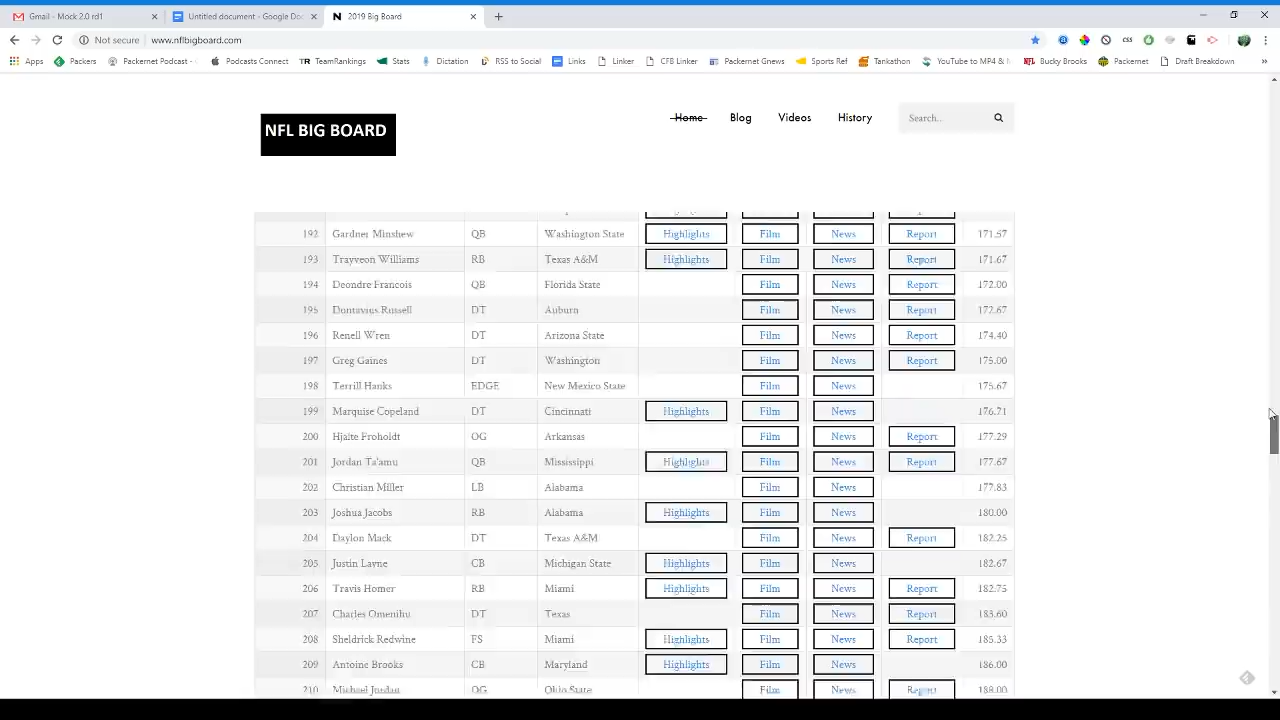 Gmail - Mock 2.0 rd1
Untitled document - Google Doc
2019 Big Board
Not secure www.nflbigboard.com
Apps Packers Packernet Podcast - Podcasts Connect TeamRankings Stats Dictation RSS to Social Links Linker CFB Linker Packernet Gnews Sports Ref Tankathon YouTube to MP4 & Bucky Brooks Packernet Draft Breakdown
NFL BIG BOARD
Home Blog Videos History Search..
192 Gardner Minshew QB Washington State Highlights Film News Report 171.57
193 Trayveon Williams RB Texas A&M Highlights Film News Report 171.67
194 Deondre Francois QB Florida State Film News Report 172.00
195 Dontavius Russell DT Auburn Film News Report 172.67
196 Renell Wren DT Arizona State Film News Report 174.40
197 Greg Gaines DT Washington Film News Report 175.00
198 Terrill Hanks EDGE New Mexico State Film News 175.67
199 Marquise Copeland DT Cincinnati Highlights Film News 176.71
200 Hjalte Froholdt OG Arkansas Film News Report 177.29
201 Jordan Ta'amu QB Mississippi Highlights Film News Report 177.67
202 Christian Miller LB Alabama Film News 177.83
203 Joshua Jacobs RB Alabama Highlights Film News 180.00
204 Daylon Mack DT Texas A&M Film News Report 182.25
205 Justin Layne CB Michigan State Highlights Film News 182.67
206 Travis Homer RB Miami Highlights Film News Report 182.75
207 Charles Omenihu DT Texas Film News Report 183.60
208 Sheldrick Redwine FS Miami Highlights Film News Report 185.33
209 Antoine Brooks CB Maryland Highlights Film News 186.00
210 Michael Jordan OG Ohio State Film News Report 188.00